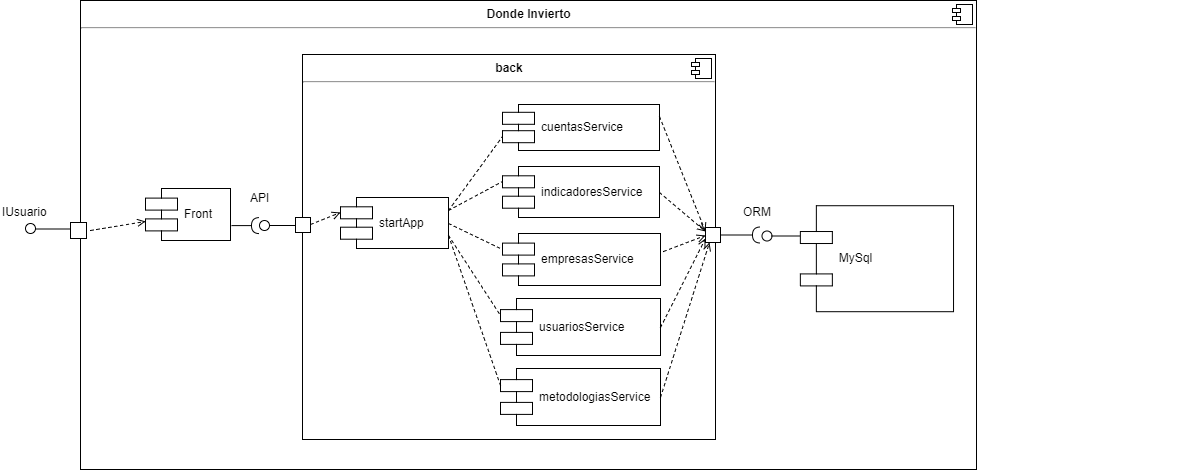 Donde Invierto
back
cuentasService
indicadoresService
API
IUsuario
Front
startApp
ORM
empresasService
MySql
usuariosService
metodologiasService